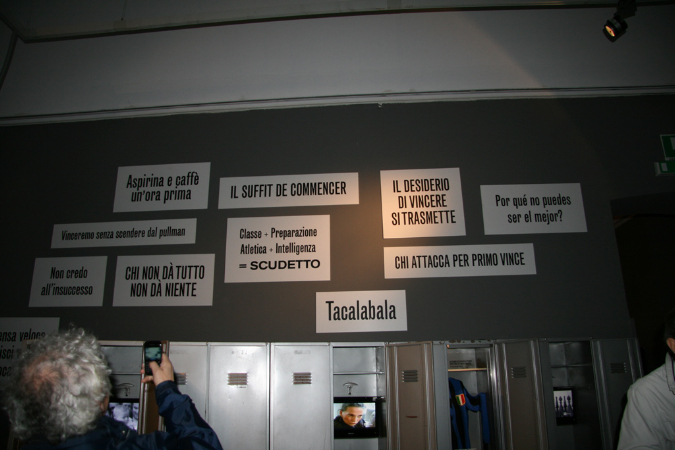 Aspirina e caffè
un'ora prima
IL SUFFIT DE COMMENCER
IL DESIDERIO
DI VINCERE
SI TRASMETTE
Por qué no puedes
ser el mejor?
Vinceremo senza scendere dal pullman
Classe + Preparazione
Atletica + Intelligenza
= SCUDETTO
CHI ATTACCA PER PRIMO VINCE
Non credo
all'insuccesso
CHI NON DÀ TUTTO
NON DÀ NIENTE
Tacalabala